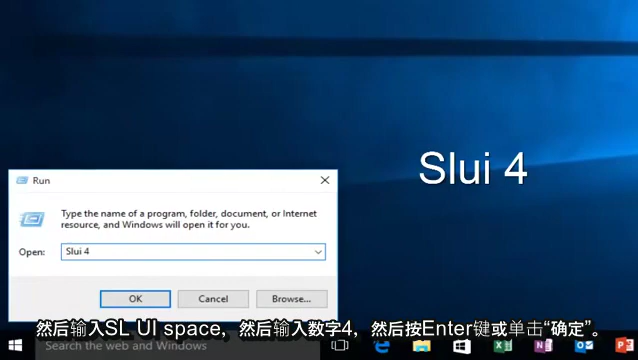 Slui 4
Run
Type the name of a program, folder, document, or Internet
resource, and Windows will open it for you.
Open:
Slui 4
OK
Cancel
Browse...
然后输入SL UI space，然后输入数字4，然后按Enter键或单击“确定”。
Search the web and Windows